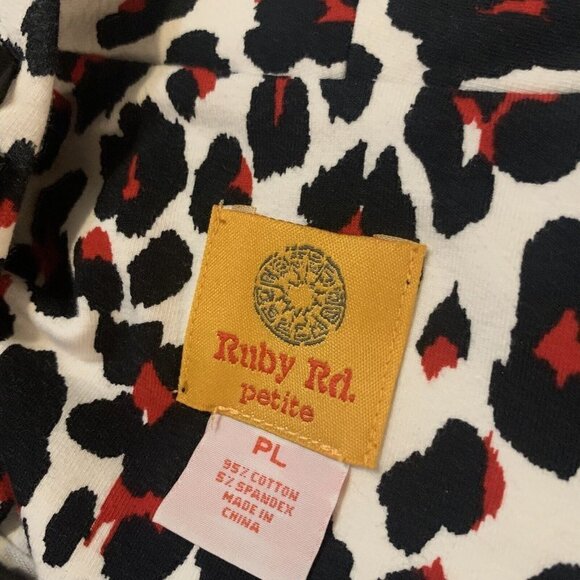 Ruby Rd.
petite
PL
95% COTTON
5% SPANDEX
MADE IN
CHINA